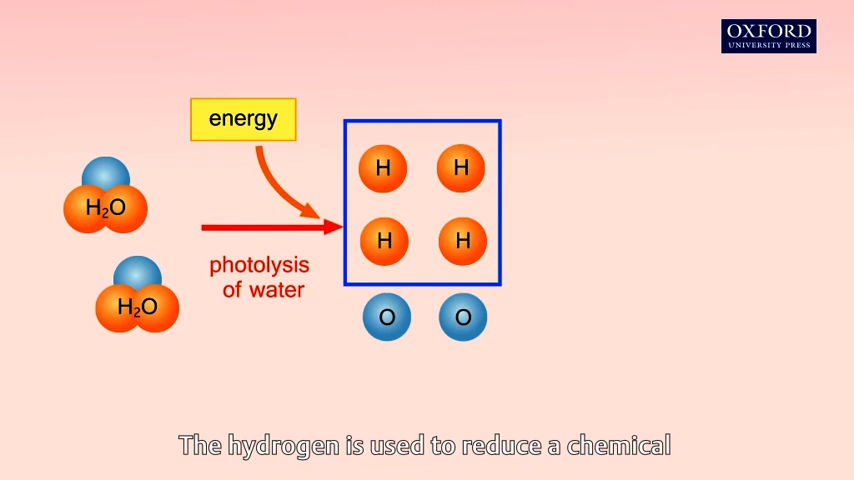 OXFORD
UNIVERSITY PRESS
energy
H H
H₂O
H H
photolysis
of water
H₂O
O O
The hydrogen is used to reduce a chemical